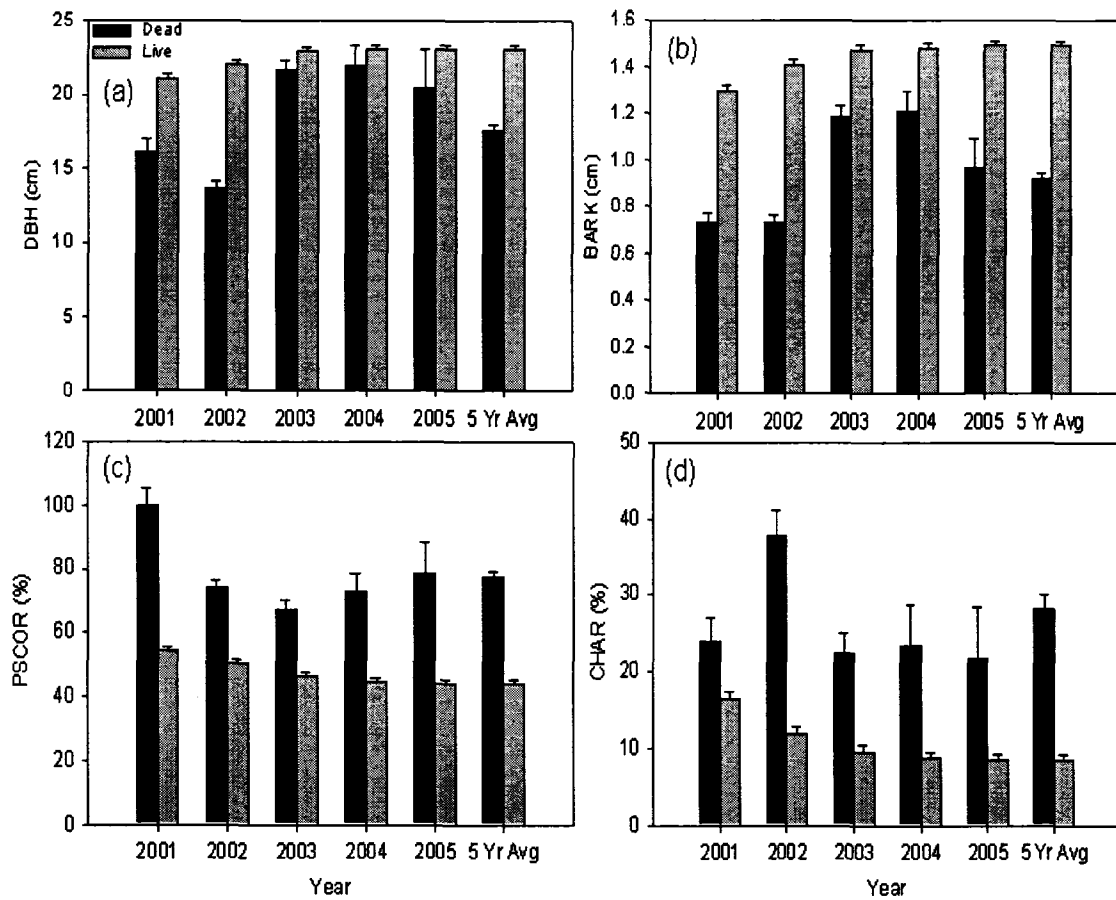 25
20
15
10
5
0
DBH (cm)
Dead
Live
(a)
2001 2002 2003 2004 2005 5 Yr Avg
1.6
1.4
1.2
1.0
0.8
0.6
0.4
0.2
0.0
BARK (cm)
(b)
2001 2002 2003 2004 2005 5 Yr Avg
120
100
80
60
40
20
0
PSCOR (%)
(c)
2001 2002 2003 2004 2005 5 Yr Avg
Year
50
40
30
20
10
0
CHAR (%)
(d)
2001 2002 2003 2004 2005 5 Yr Avg
Year